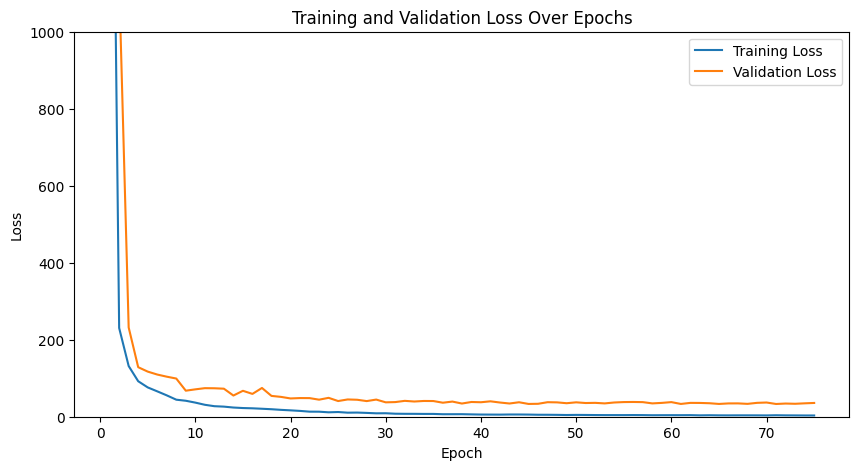 Training and Validation Loss Over Epochs
Training Loss
Validation Loss
1000
800
600
400
200
0
Loss
0 10 20 30 40 50 60 70
Epoch